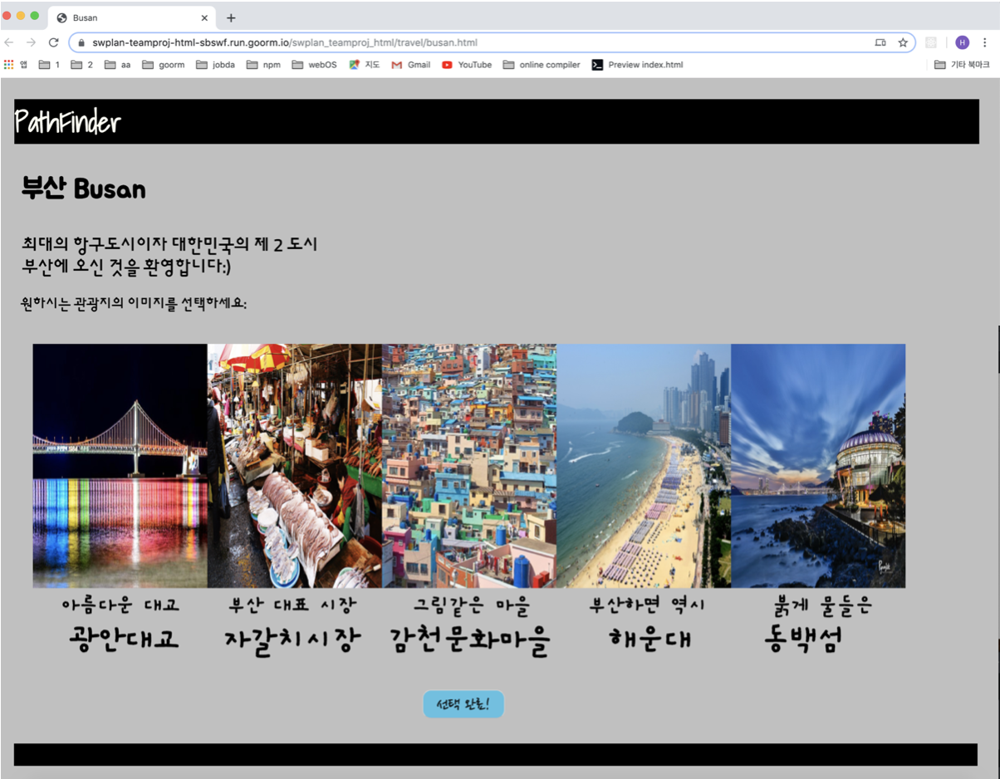 Busan
swplan-teamproj-html-sbswf.run.goorm.io/swplan_teamproj_html/travel/busan.html
H
앱 1 2 aa goorm jobda npm webOS 지도 Gmail YouTube online compiler Preview index.html 기타 북마크
PathFinder
부산 Busan
최대의 항구도시이자 대한민국의 제 2 도시
부산에 오신 것을 환영합니다:)
원하시는 관광지의 이미지를 선택하세요:
아름다운 대교 부산 대표 시장 그림같은 마을 부산하면 역시 붉게 물들은
광안대교 자갈치시장 감천문화마을 해운대 동백섬
선택 완료!